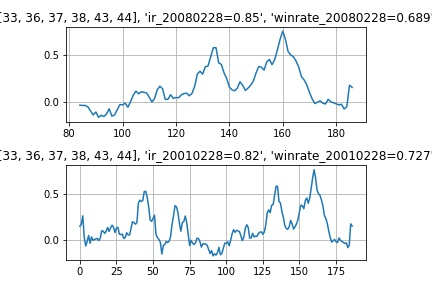 [33, 36, 37, 38, 43, 44], 'ir_20080228=0.85', 'winrate_20080228=0.689'
0.5
0.0
80 100 120 140 160 180
[33, 36, 37, 38, 43, 44], 'ir_20010228=0.82', 'winrate_20010228=0.727'
0.5
0.0
0 25 50 75 100 125 150 175